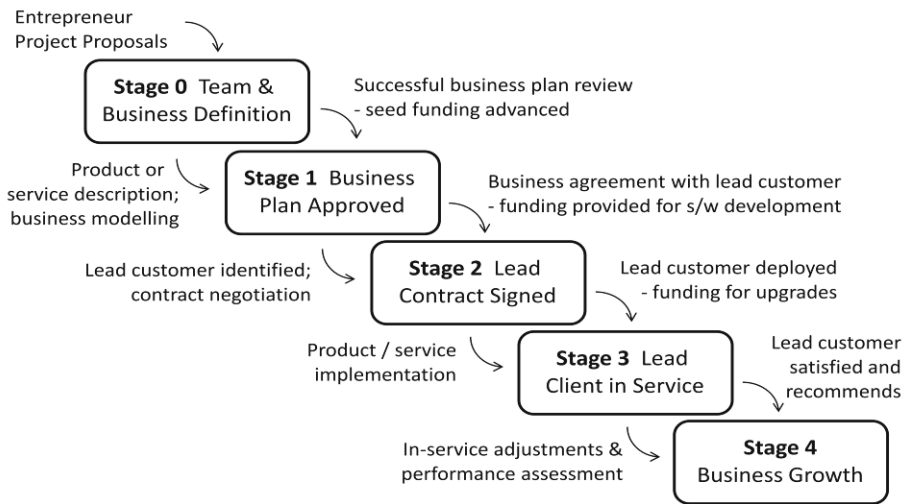 Entrepreneur
Project Proposals
Stage 0 Team &
Business Definition
Successful business plan review
- seed funding advanced
Product or
service description;
business modelling
Stage 1 Business
Plan Approved
Business agreement with lead customer
- funding provided for s/w development
Lead customer identified;
contract negotiation
Stage 2 Lead
Contract Signed
Lead customer deployed
- funding for upgrades
Product / service
implementation
Stage 3 Lead
Client in Service
Lead customer
satisfied and
recommends
In-service adjustments &
performance assessment
Stage 4
Business Growth